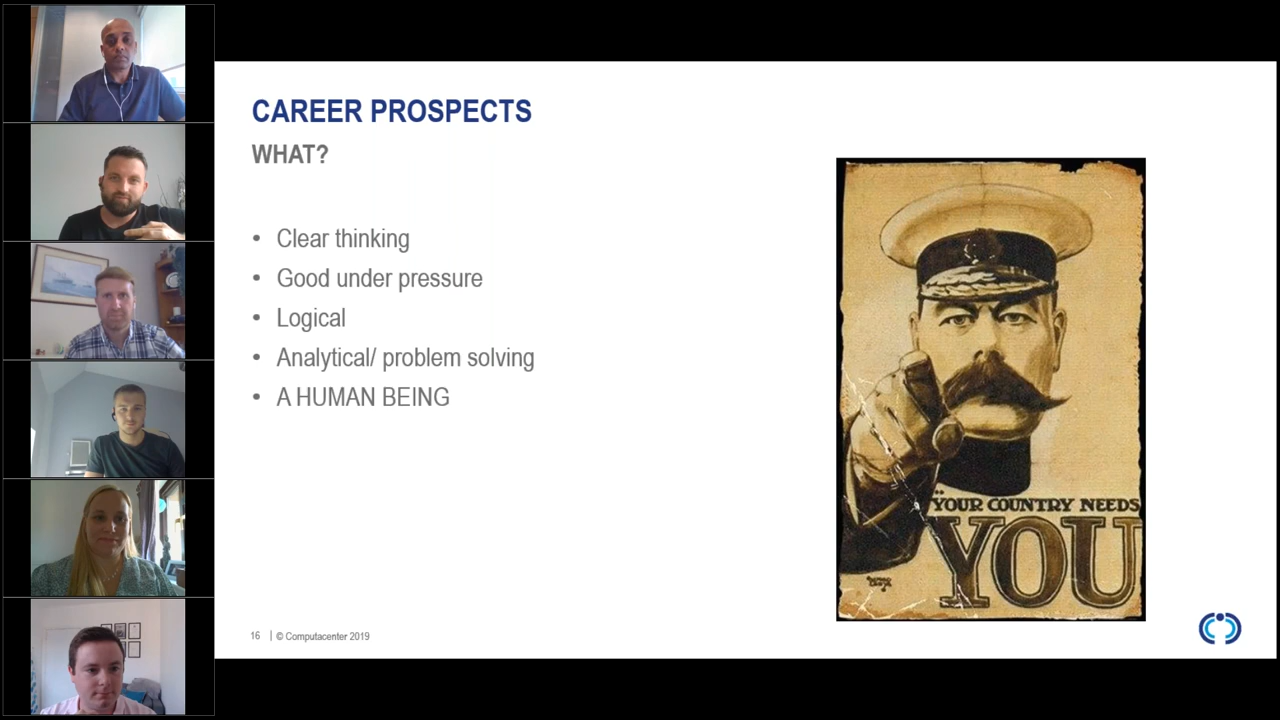 CAREER PROSPECTS
WHAT?
• Clear thinking
• Good under pressure
• Logical
• Analytical/ problem solving
• A HUMAN BEING
"YOUR COUNTRY NEEDS
YOU
16 | © Computacenter 2019